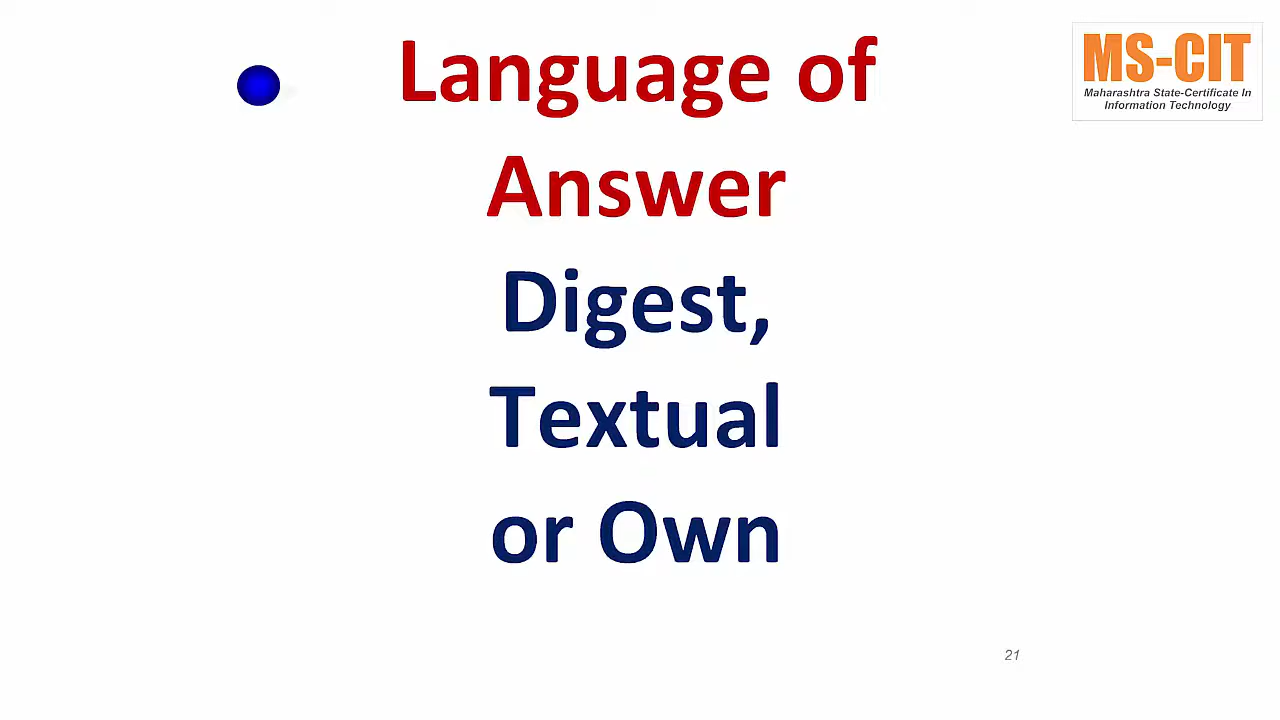 Language of
Answer
Digest,
Textual
or Own
MS-CIT
Maharashtra State-Certificate In
Information Technology
21